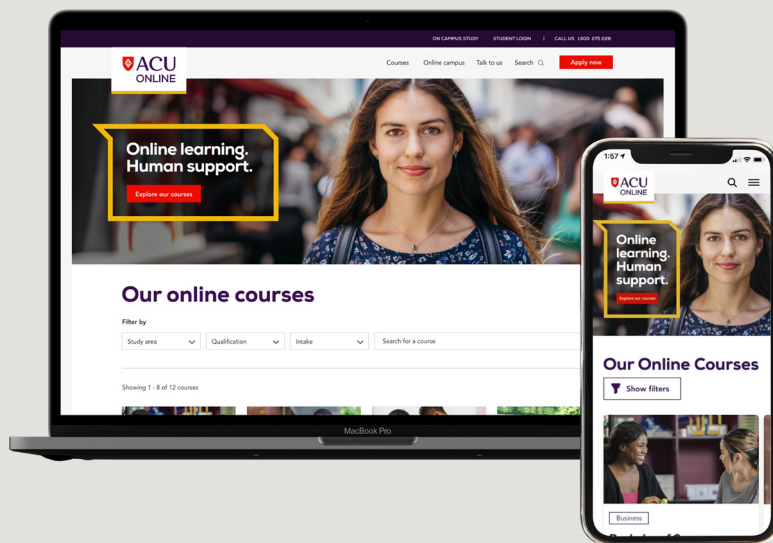 ON CAMPUS STUDY STUDENT LOGIN | CALL US 1300 275 228
ACU
ONLINE
Courses Online campus Talk to us Search Apply now
Online learning.
Human support.
Explore our courses
Our online courses
Filter by
Study area Qualification Intake Search for a course
Showing 1 - 8 of 12 courses
MacBook Pro
1:57
ACU
ONLINE
Online
learning.
Human
support.
Explore our courses
Our Online Courses
Show filters
Business